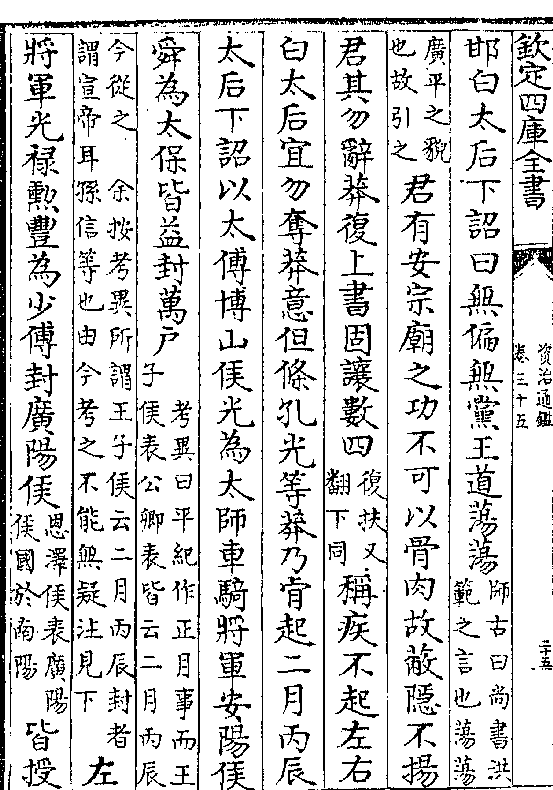 欽定四庫全書
資治通鑑
卷三十五
邯白太后下詔曰無偏無黨王道蕩蕩
師古曰尚書洪
範之言也蕩蕩
廣平之貌
也故引之
君有安宗廟之功不可以骨肉故蔽隱不揚
君其勿辭莽復上書固讓數四
復扶又
翻下同
稱疾不起左右
白太后宜勿奪莽意但條孔光等莽乃肯起二月丙辰
太后下詔以太傅博山侯光為太師車騎將軍安陽侯
舜為太保皆益封萬戶
考異曰平紀作正月事而王
子侯表公卿表皆云二月丙辰
今從之 余按考異所謂王子侯云二月丙辰封者
謂宣帝耳孫信等也由今考之不能無疑注見下
左
將軍光祿勲豐為少傅封廣陽侯
恩澤侯表廣陽
侯國於南陽
皆授